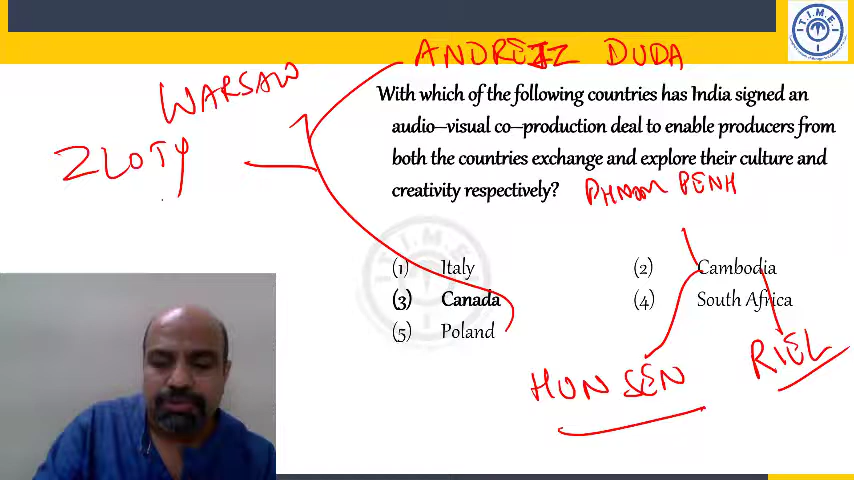 ANDREIZ DUDA
WARSAW
ZLOTY
With which of the following countries has India signed an
audio–visual co–production deal to enable producers from
both the countries exchange and explore their culture and
creativity respectively?
PHNOM PENH
(1) Italy (2) Cambodia
(3) Canada (4) South Africa
(5) Poland
HUN SEN
RIEL
T.I.M.E.
T.I.M.E.